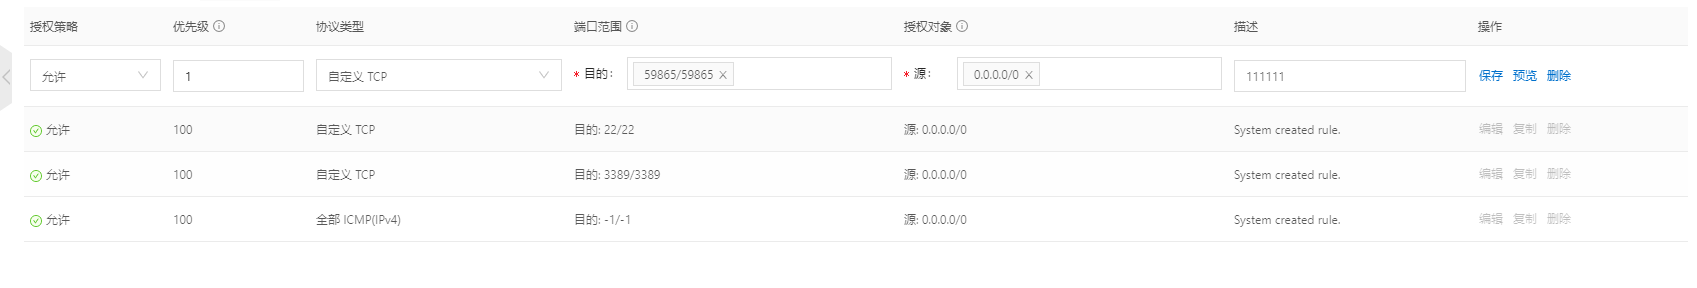 授权策略 优先级 协议类型 端口范围 授权对象 描述 操作
允许 1 自定义 TCP * 目的: 59865/59865 x * 源: 0.0.0.0/0 x 111111 保存 预览 删除
允许 100 自定义 TCP 目的: 22/22 源: 0.0.0.0/0 System created rule. 编辑 复制 删除
允许 100 自定义 TCP 目的: 3389/3389 源: 0.0.0.0/0 System created rule. 编辑 复制 删除
允许 100 全部 ICMP(IPv4) 目的: -1/-1 源: 0.0.0.0/0 System created rule. 编辑 复制 删除